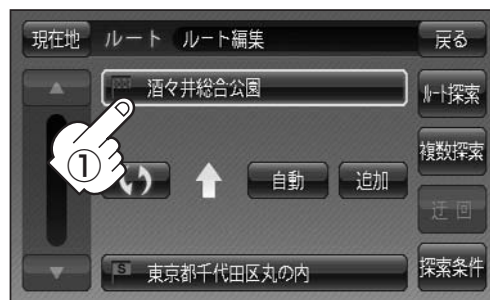 現在地 ルート ルート編集 戻る
酒々井総合公園
ルート探索
①
複数探索
自動 追加
迂回
S 東京都千代田区丸の内
探索条件